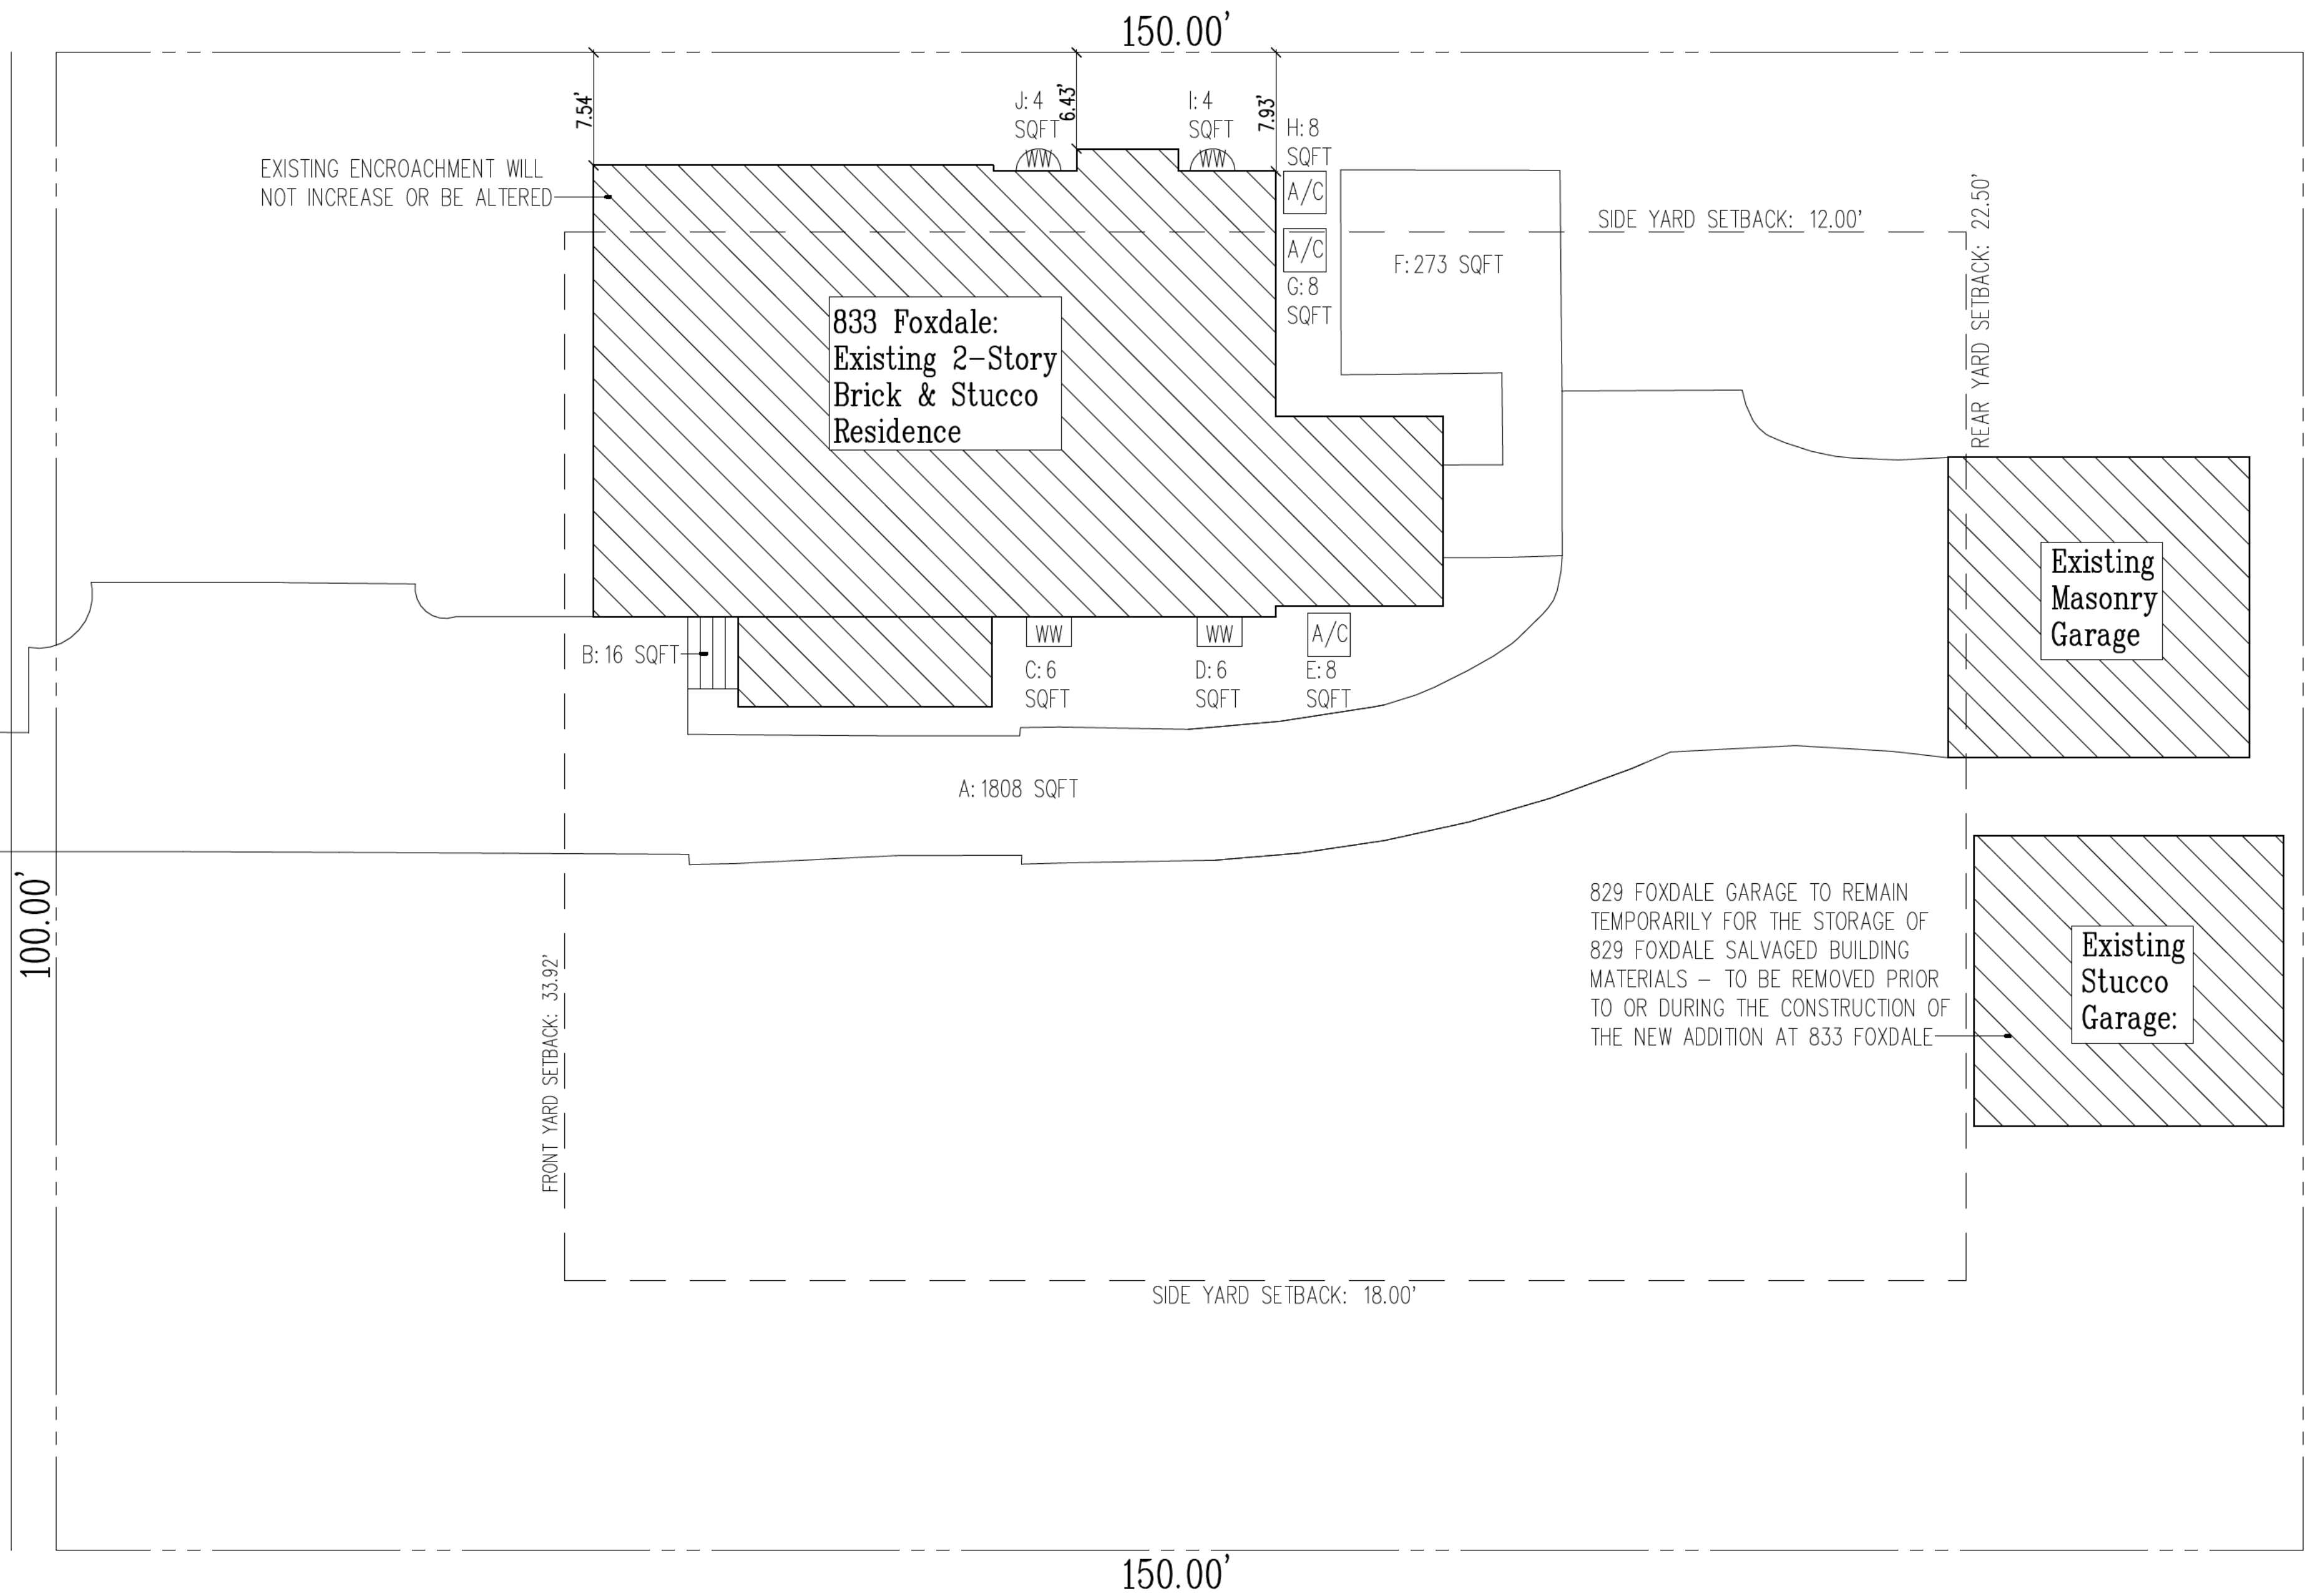 150.00'
7.54'
J: 4
SQFT
6.43'
I: 4
SQFT
7.93'
H: 8
SQFT
WW
WW
A/C
EXISTING ENCROACHMENT WILL
NOT INCREASE OR BE ALTERED
SIDE YARD SETBACK: 12.00'
REAR YARD SETBACK: 22.50'
A/C
G: 8
SQFT
F: 273 SQFT
833 Foxdale:
Existing 2-Story
Brick & Stucco
Residence
Existing
Masonry
Garage
B: 16 SQFT
WW
C: 6
SQFT
WW
D: 6
SQFT
A/C
E: 8
SQFT
A: 1808 SQFT
100.00'
FRONT YARD SETBACK: 33.92'
829 FOXDALE GARAGE TO REMAIN
TEMPORARILY FOR THE STORAGE OF
829 FOXDALE SALVAGED BUILDING
MATERIALS – TO BE REMOVED PRIOR
TO OR DURING THE CONSTRUCTION OF
THE NEW ADDITION AT 833 FOXDALE
Existing
Stucco
Garage:
SIDE YARD SETBACK: 18.00'
150.00'